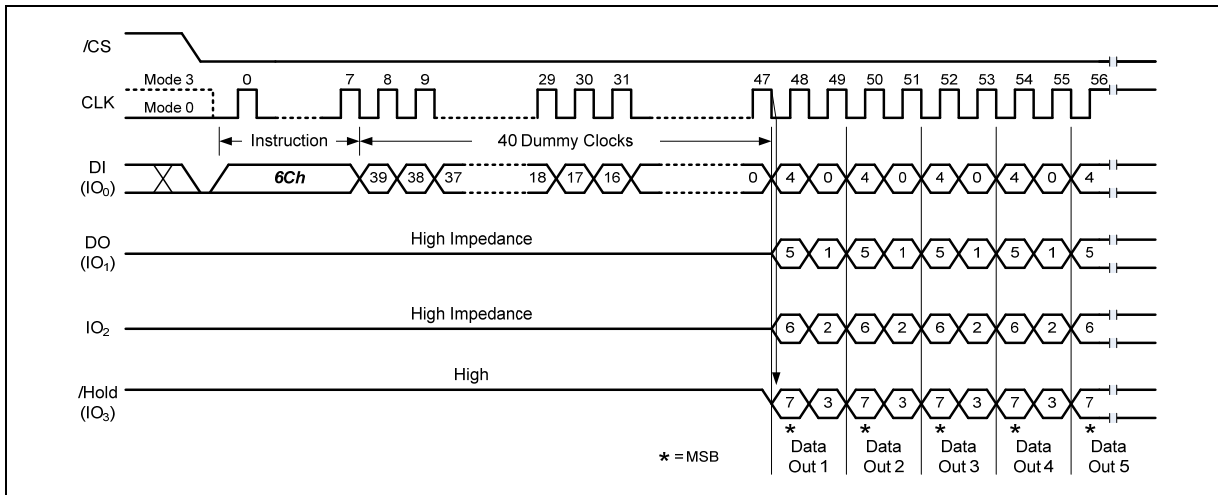 /CS
Mode 3 0 7 8 9 29 30 31 47 48 49 50 51 52 53 54 55 56
CLK
Mode 0
Instruction 40 Dummy Clocks
DI
(IO0) 6Ch 39 38 37 18 17 16 0 4 0 4 0 4 0 4 0 4
DO
(IO1) High Impedance 5 1 5 1 5 1 5 1 5
IO2 High Impedance 6 2 6 2 6 2 6 2 6
/Hold
(IO3) High 7 3 7 3 7 3 7 3 7
* * * * *
* = MSB
Data Out 1 Data Out 2 Data Out 3 Data Out 4 Data Out 5